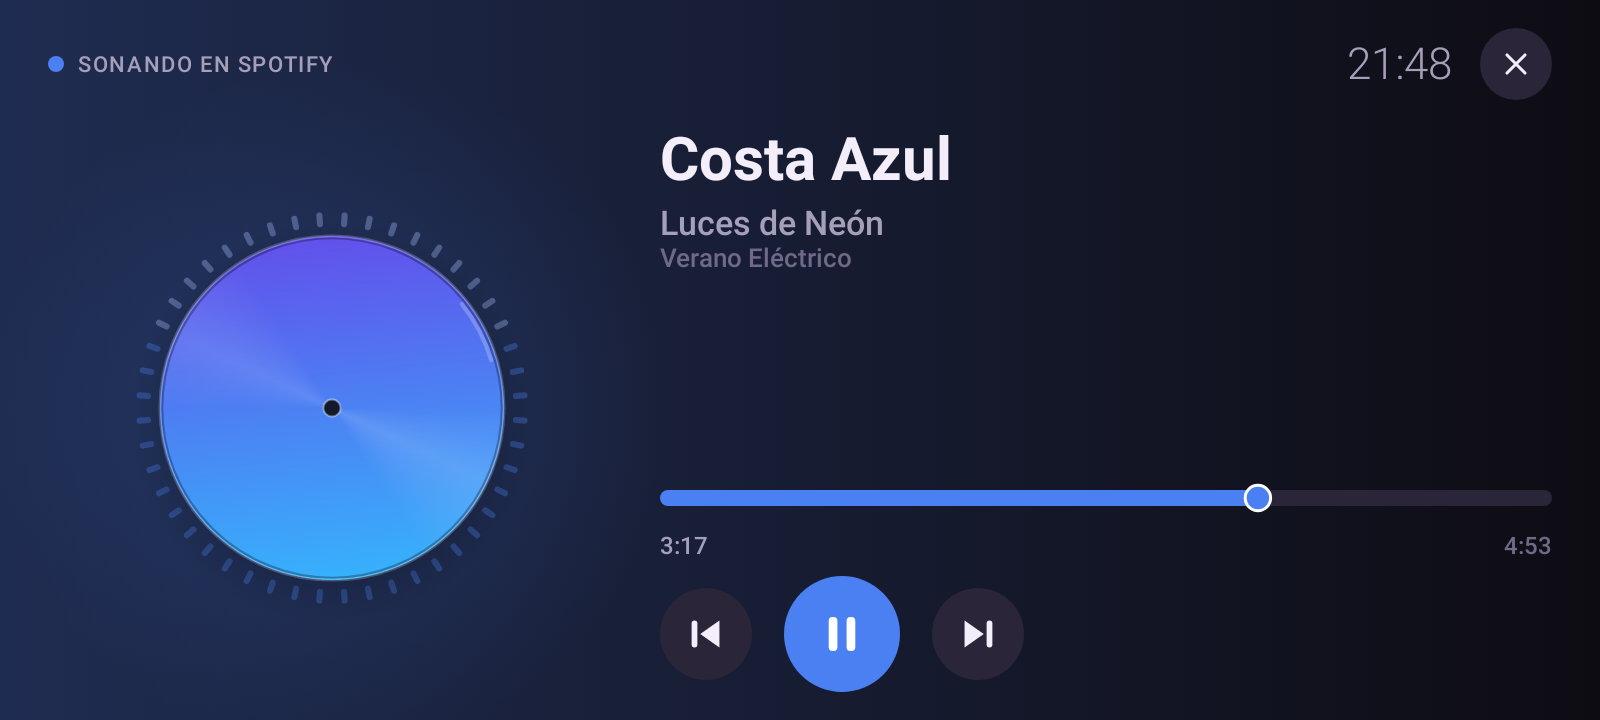 SONANDO EN SPOTIFY
21:48
Costa Azul
Luces de Neón
Verano Eléctrico
3:17
4:53